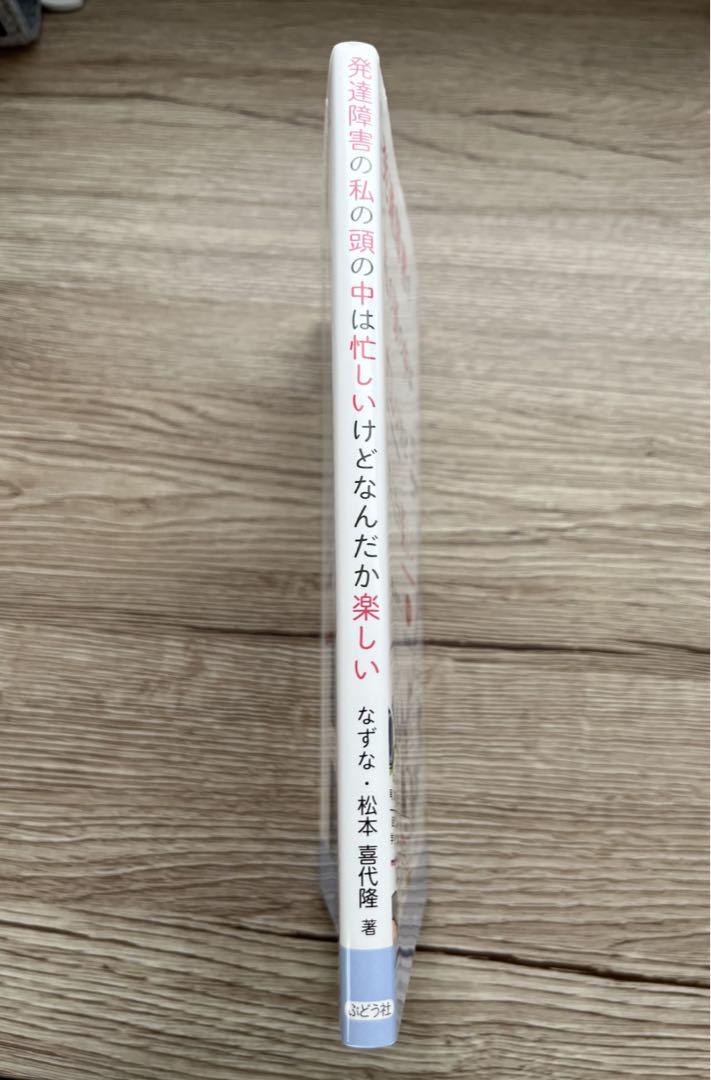 発達障害の私の頭の中は忙しいけどなんだか楽しい
なずな・松本 喜代隆 著
ぶどう社